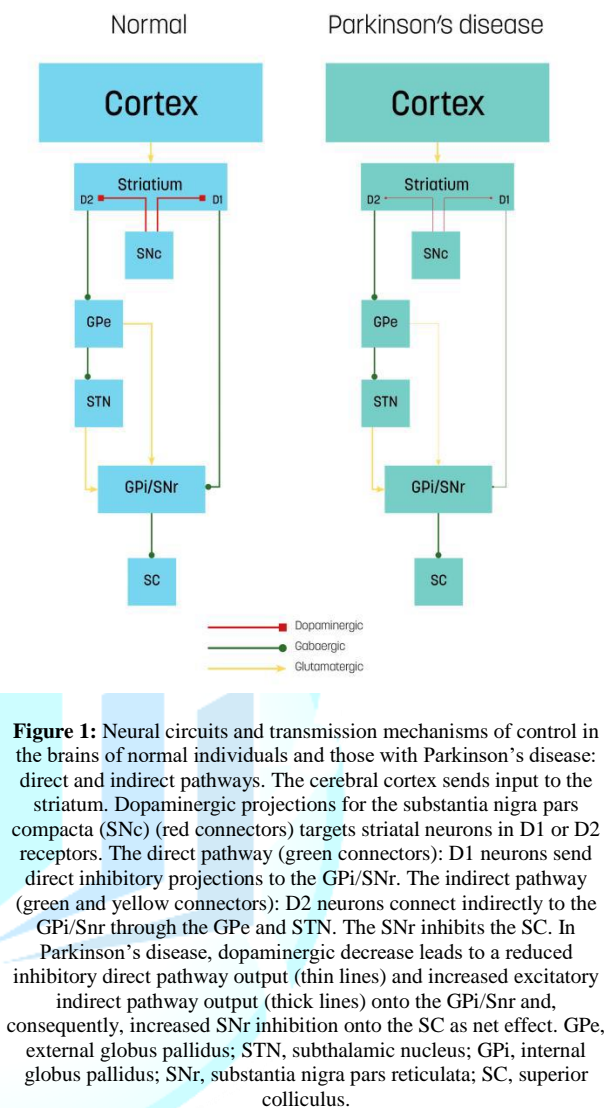 Normal
Parkinson's disease
Cortex
Cortex
Striatium
D2
D1
Striatium
D2
D1
SNc
SNc
GPe
GPe
STN
STN
GPi/SNr
GPi/SNr
SC
SC
Dopaminergic
Gabaergic
Glutamatergic
Figure 1: Neural circuits and transmission mechanisms of control in
the brains of normal individuals and those with Parkinson's disease:
direct and indirect pathways. The cerebral cortex sends input to the
striatum. Dopaminergic projections for the substantia nigra pars
compacta (SNc) (red connectors) targets striatal neurons in D1 or D2
receptors. The direct pathway (green connectors): D1 neurons send
direct inhibitory projections to the GPi/SNr. The indirect pathway
(green and yellow connectors): D2 neurons connect indirectly to the
GPi/Snr through the GPe and STN. The SNr inhibits the SC. In
Parkinson's disease, dopaminergic decrease leads to a reduced
inhibitory direct pathway output (thin lines) and increased excitatory
indirect pathway output (thick lines) onto the GPi/Snr and,
consequently, increased SNr inhibition onto the SC as net effect. GPe,
external globus pallidus; STN, subthalamic nucleus; GPi, internal
globus pallidus; SNr, substantia nigra pars reticulata; SC, superior
colliculus.